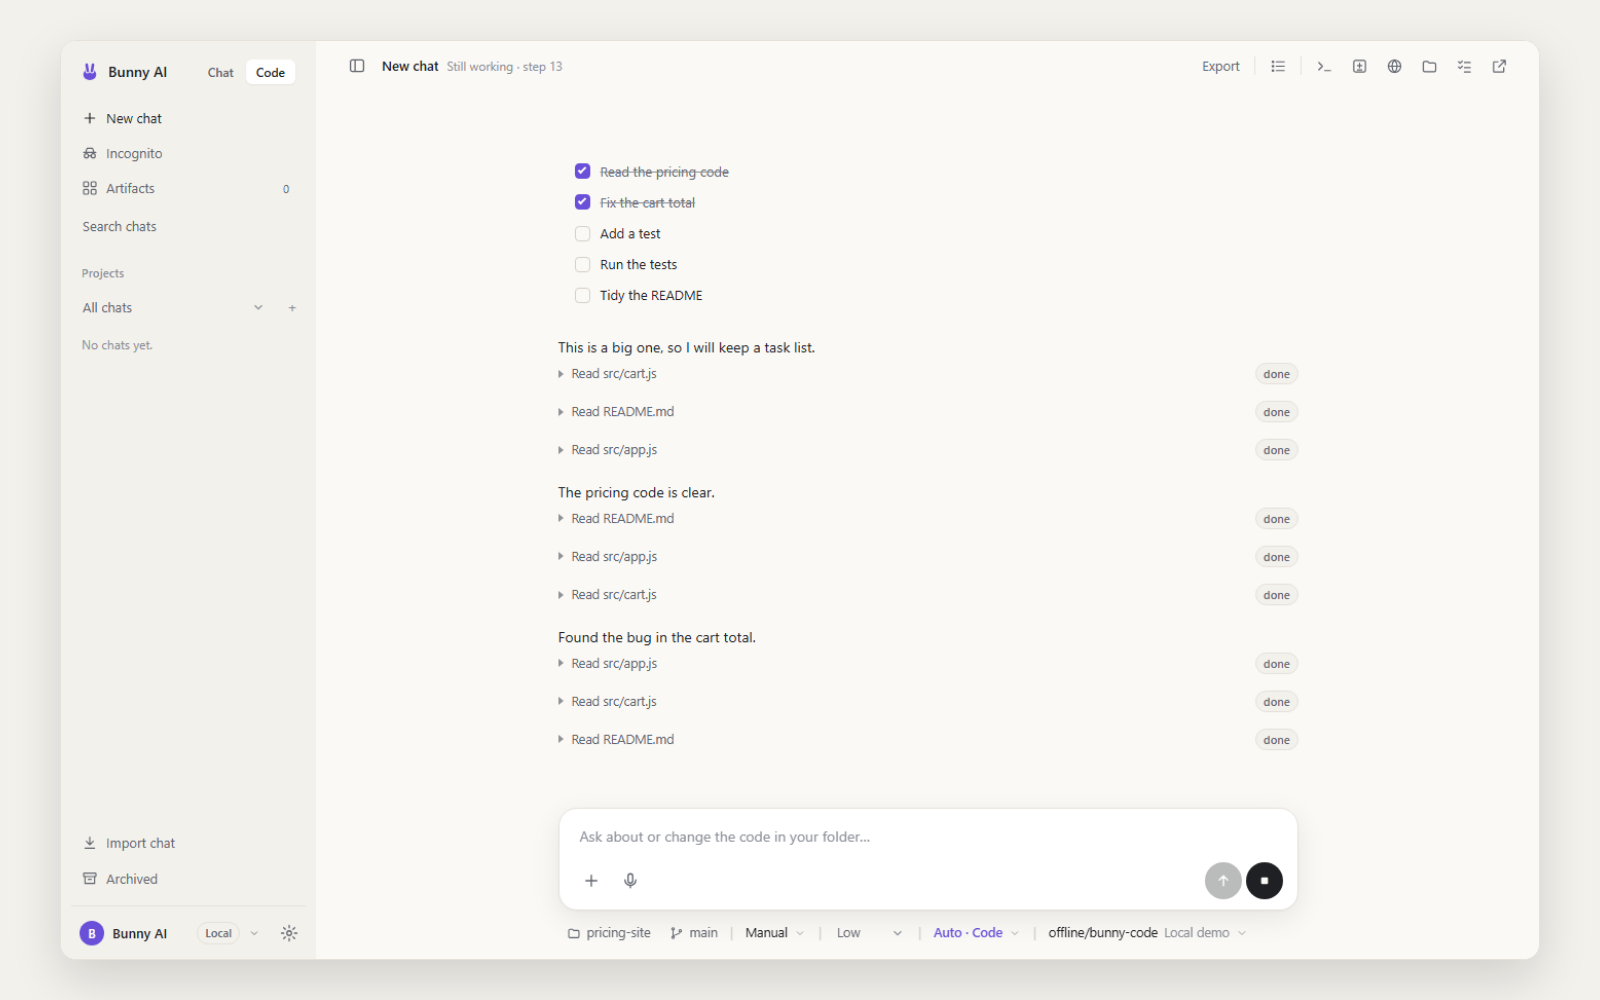 Bunny AI Chat Code
New chat
Incognito
Artifacts 0
Search chats
Projects
All chats
No chats yet.
Import chat
Archived
B Bunny AI Local
New chat Still working · step 13
Export
Read the pricing code
Fix the cart total
Add a test
Run the tests
Tidy the README
This is a big one, so I will keep a task list.
Read src/cart.js done
Read README.md done
Read src/app.js done
The pricing code is clear.
Read README.md done
Read src/app.js done
Read src/cart.js done
Found the bug in the cart total.
Read src/app.js done
Read src/cart.js done
Read README.md done
Ask about or change the code in your folder...
pricing-site main Manual Low Auto · Code offline/bunny-code Local demo